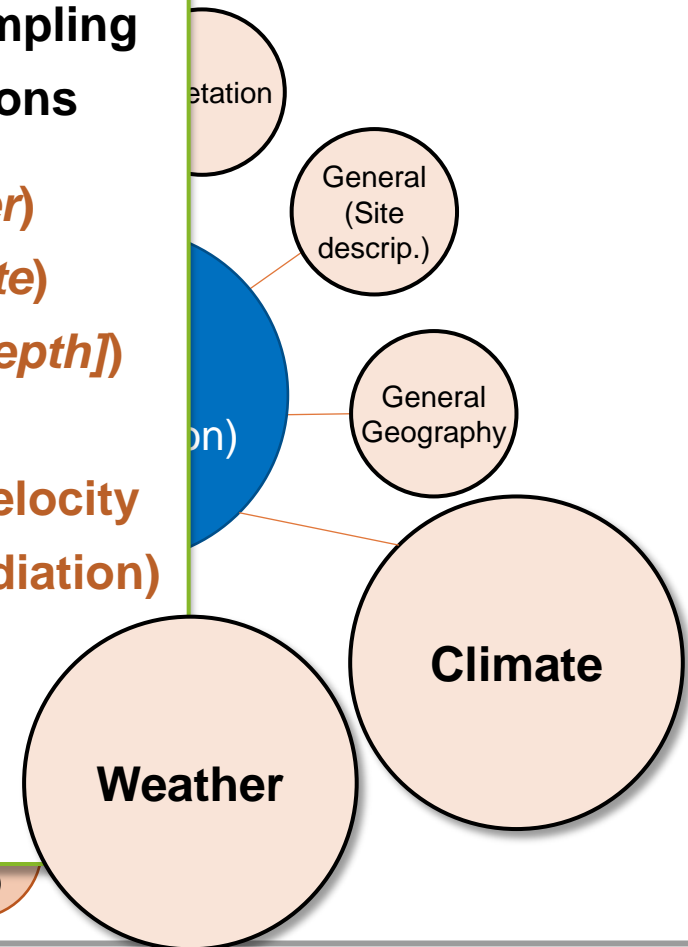 mpling
ons
er)
te)
epth])
elocity
diation)
etation
General
(Site
descrip.)
on)
General
Geography
Climate
Weather
)